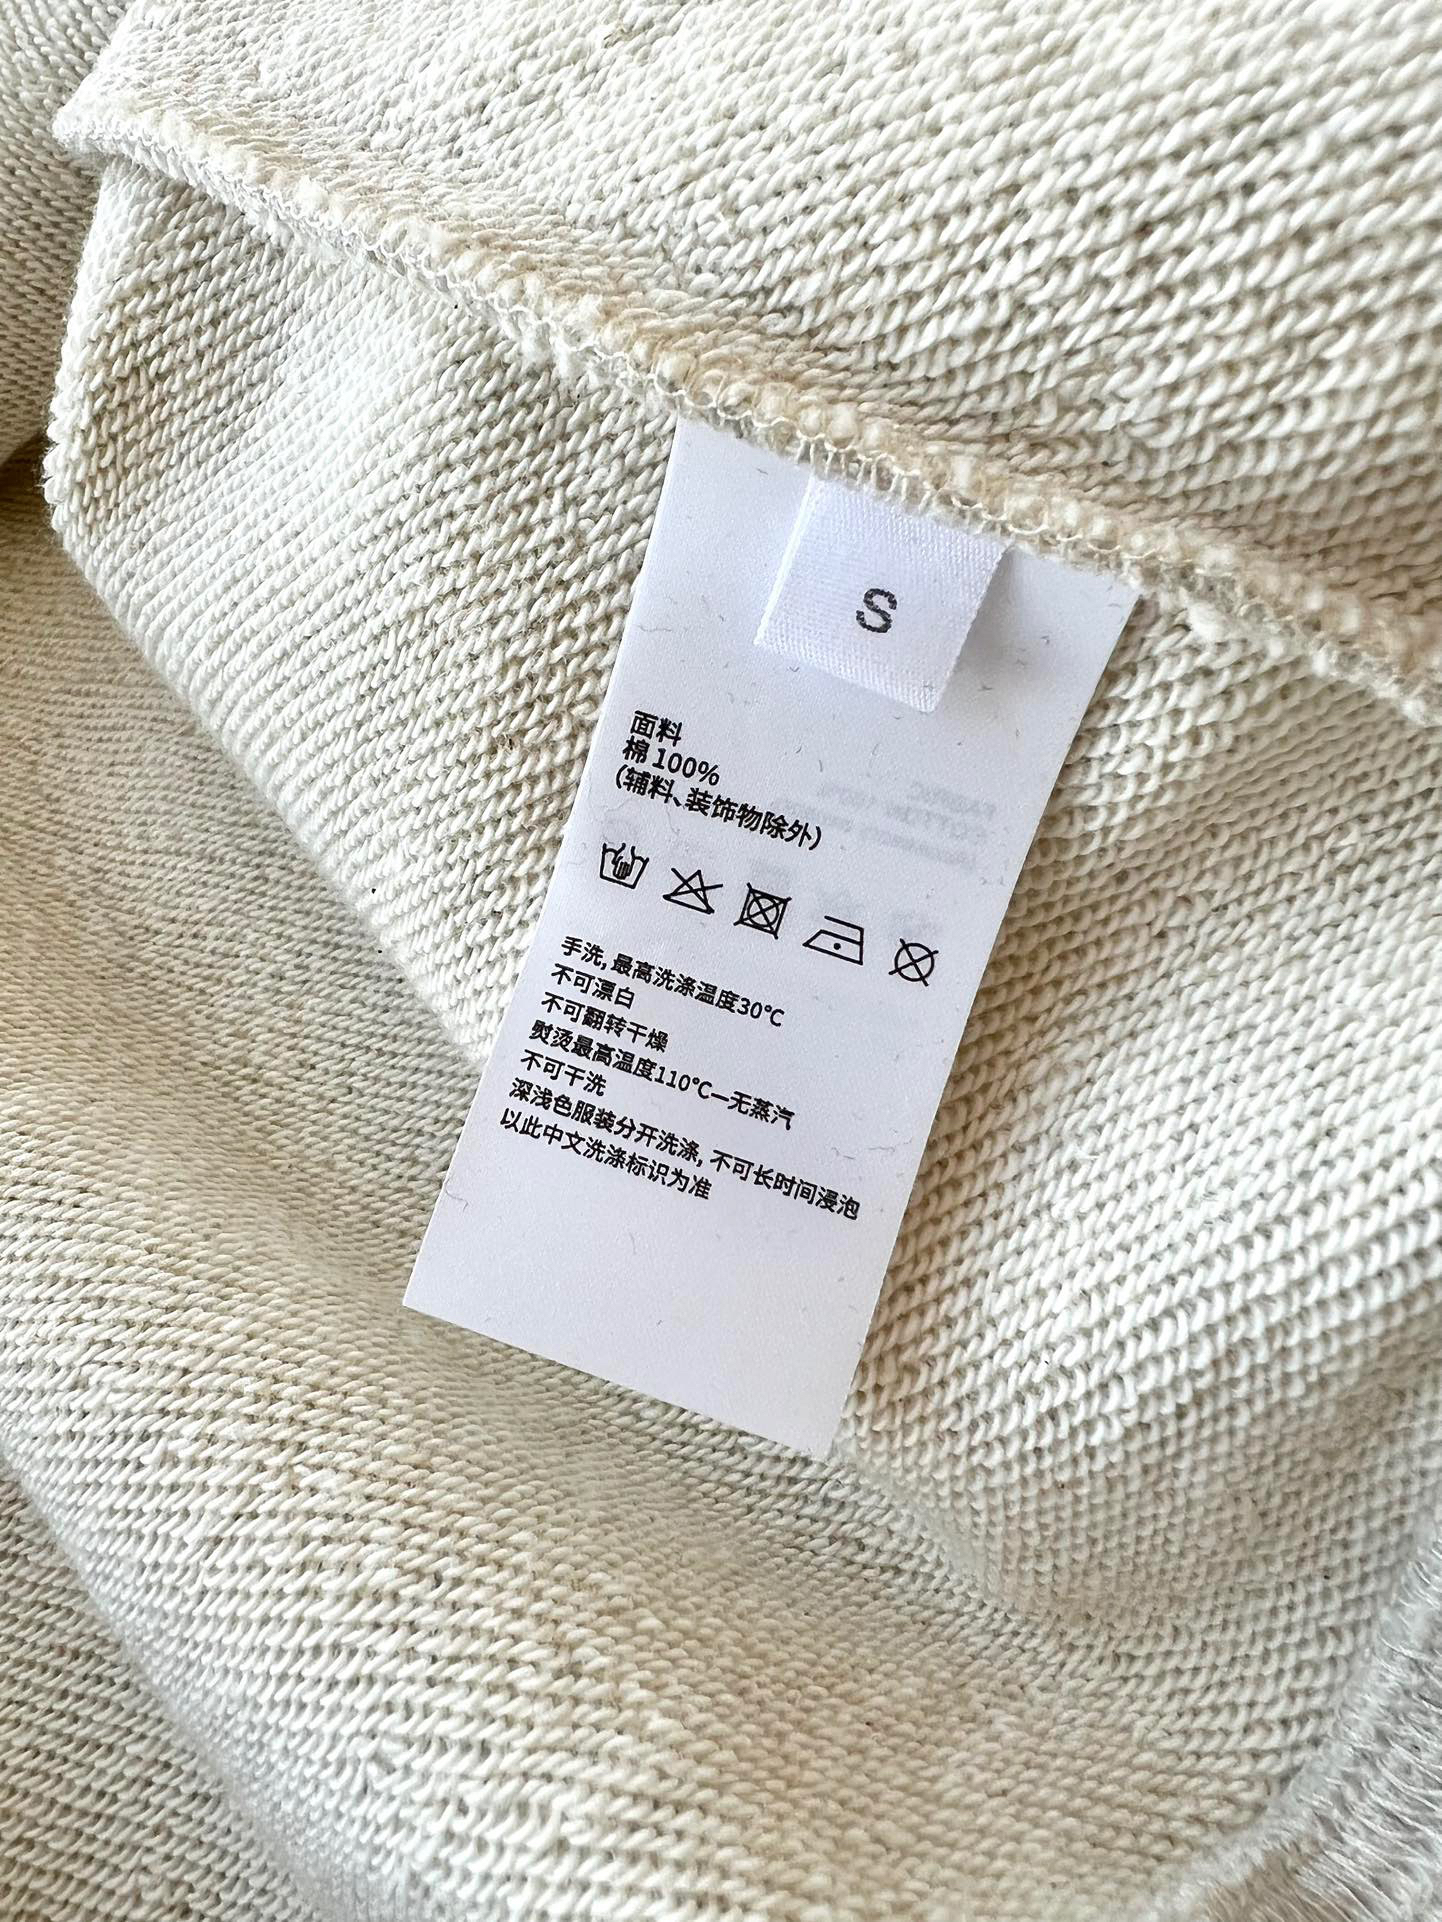 S
面料
棉 100%
(辅料、装饰物除外)
手洗, 最高洗涤温度30℃
不可漂白
不可翻转干燥
熨烫最高温度110℃—无蒸汽
不可干洗
深浅色服装分开洗涤, 不可长时间浸泡
以此中文洗涤标识为准